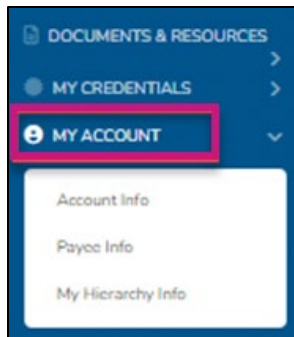 DOCUMENTS & RESOURCES
MY CREDENTIALS
MY ACCOUNT
Account Info
Payee Info
My Hierarchy Info